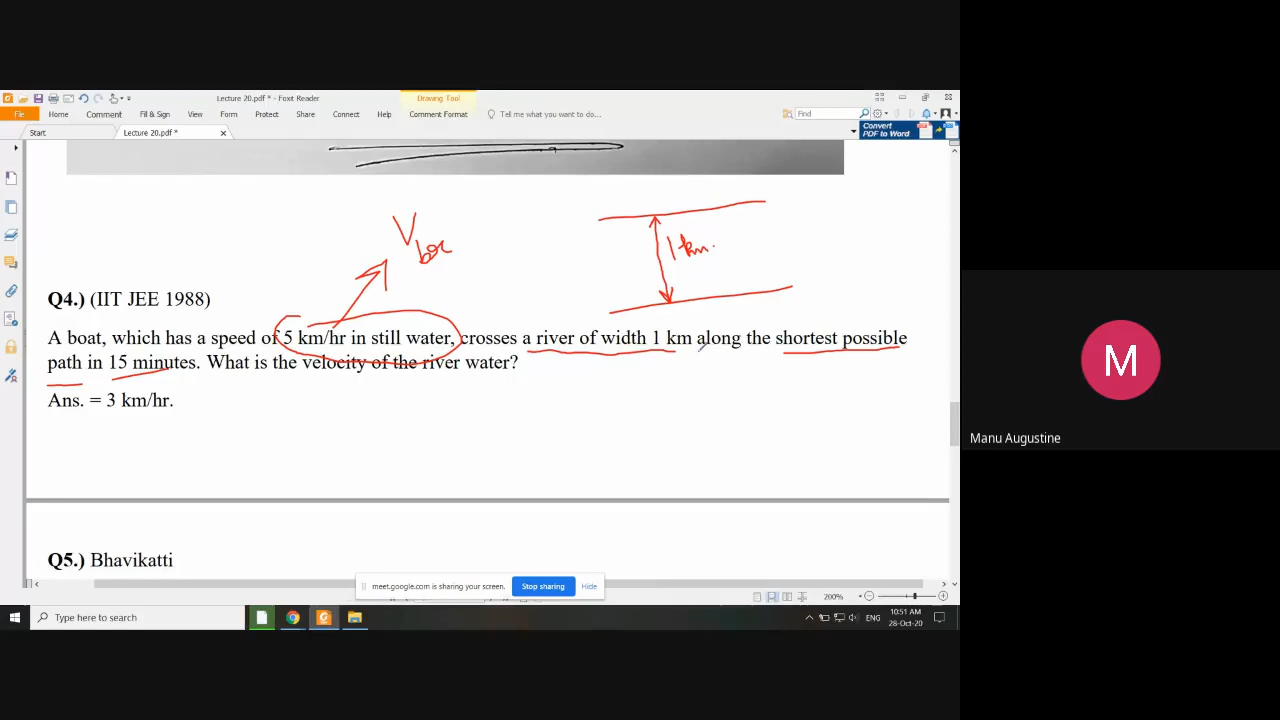 Lecture 20.pdf * - Foxit Reader
Drawing Tool
File Home Comment Fill & Sign View Form Protect Share Connect Help Comment Format Tell me what you want to do... Find
Start Lecture 20.pdf * Convert PDF to Word
V
1 km.
Q4.) (IIT JEE 1988)
A boat, which has a speed of 5 km/hr in still water, crosses a river of width 1 km along the shortest possible
path in 15 minutes. What is the velocity of the river water?
Manu Augustine
M
Ans. = 3 km/hr.
Q5.) Bhavikatti
meet.google.com is sharing your screen. Stop sharing Hide
200%
Type here to search
ENG
10:51 AM
28-Oct-20